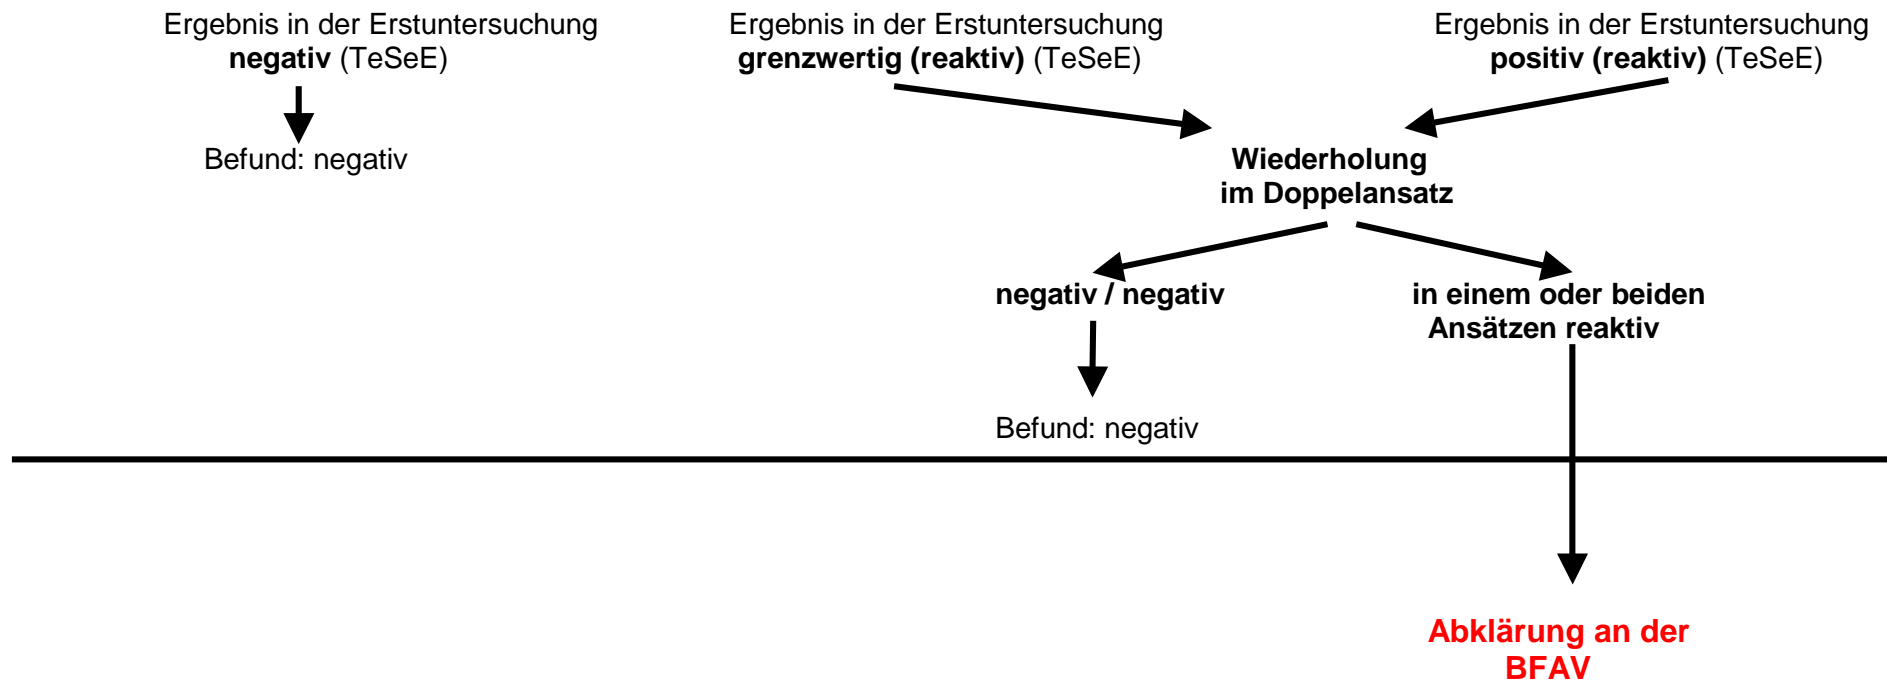 Ergebnis in der Erstuntersuchung
negativ (TeSeE)
Ergebnis in der Erstuntersuchung
grenzwertig (reaktiv) (TeSeE)
Ergebnis in der Erstuntersuchung
positiv (reaktiv) (TeSeE)
Befund: negativ
Wiederholung
im Doppelansatz
negativ / negativ
in einem oder beiden
Ansätzen reaktiv
Befund: negativ
Abklärung an der
BFAV